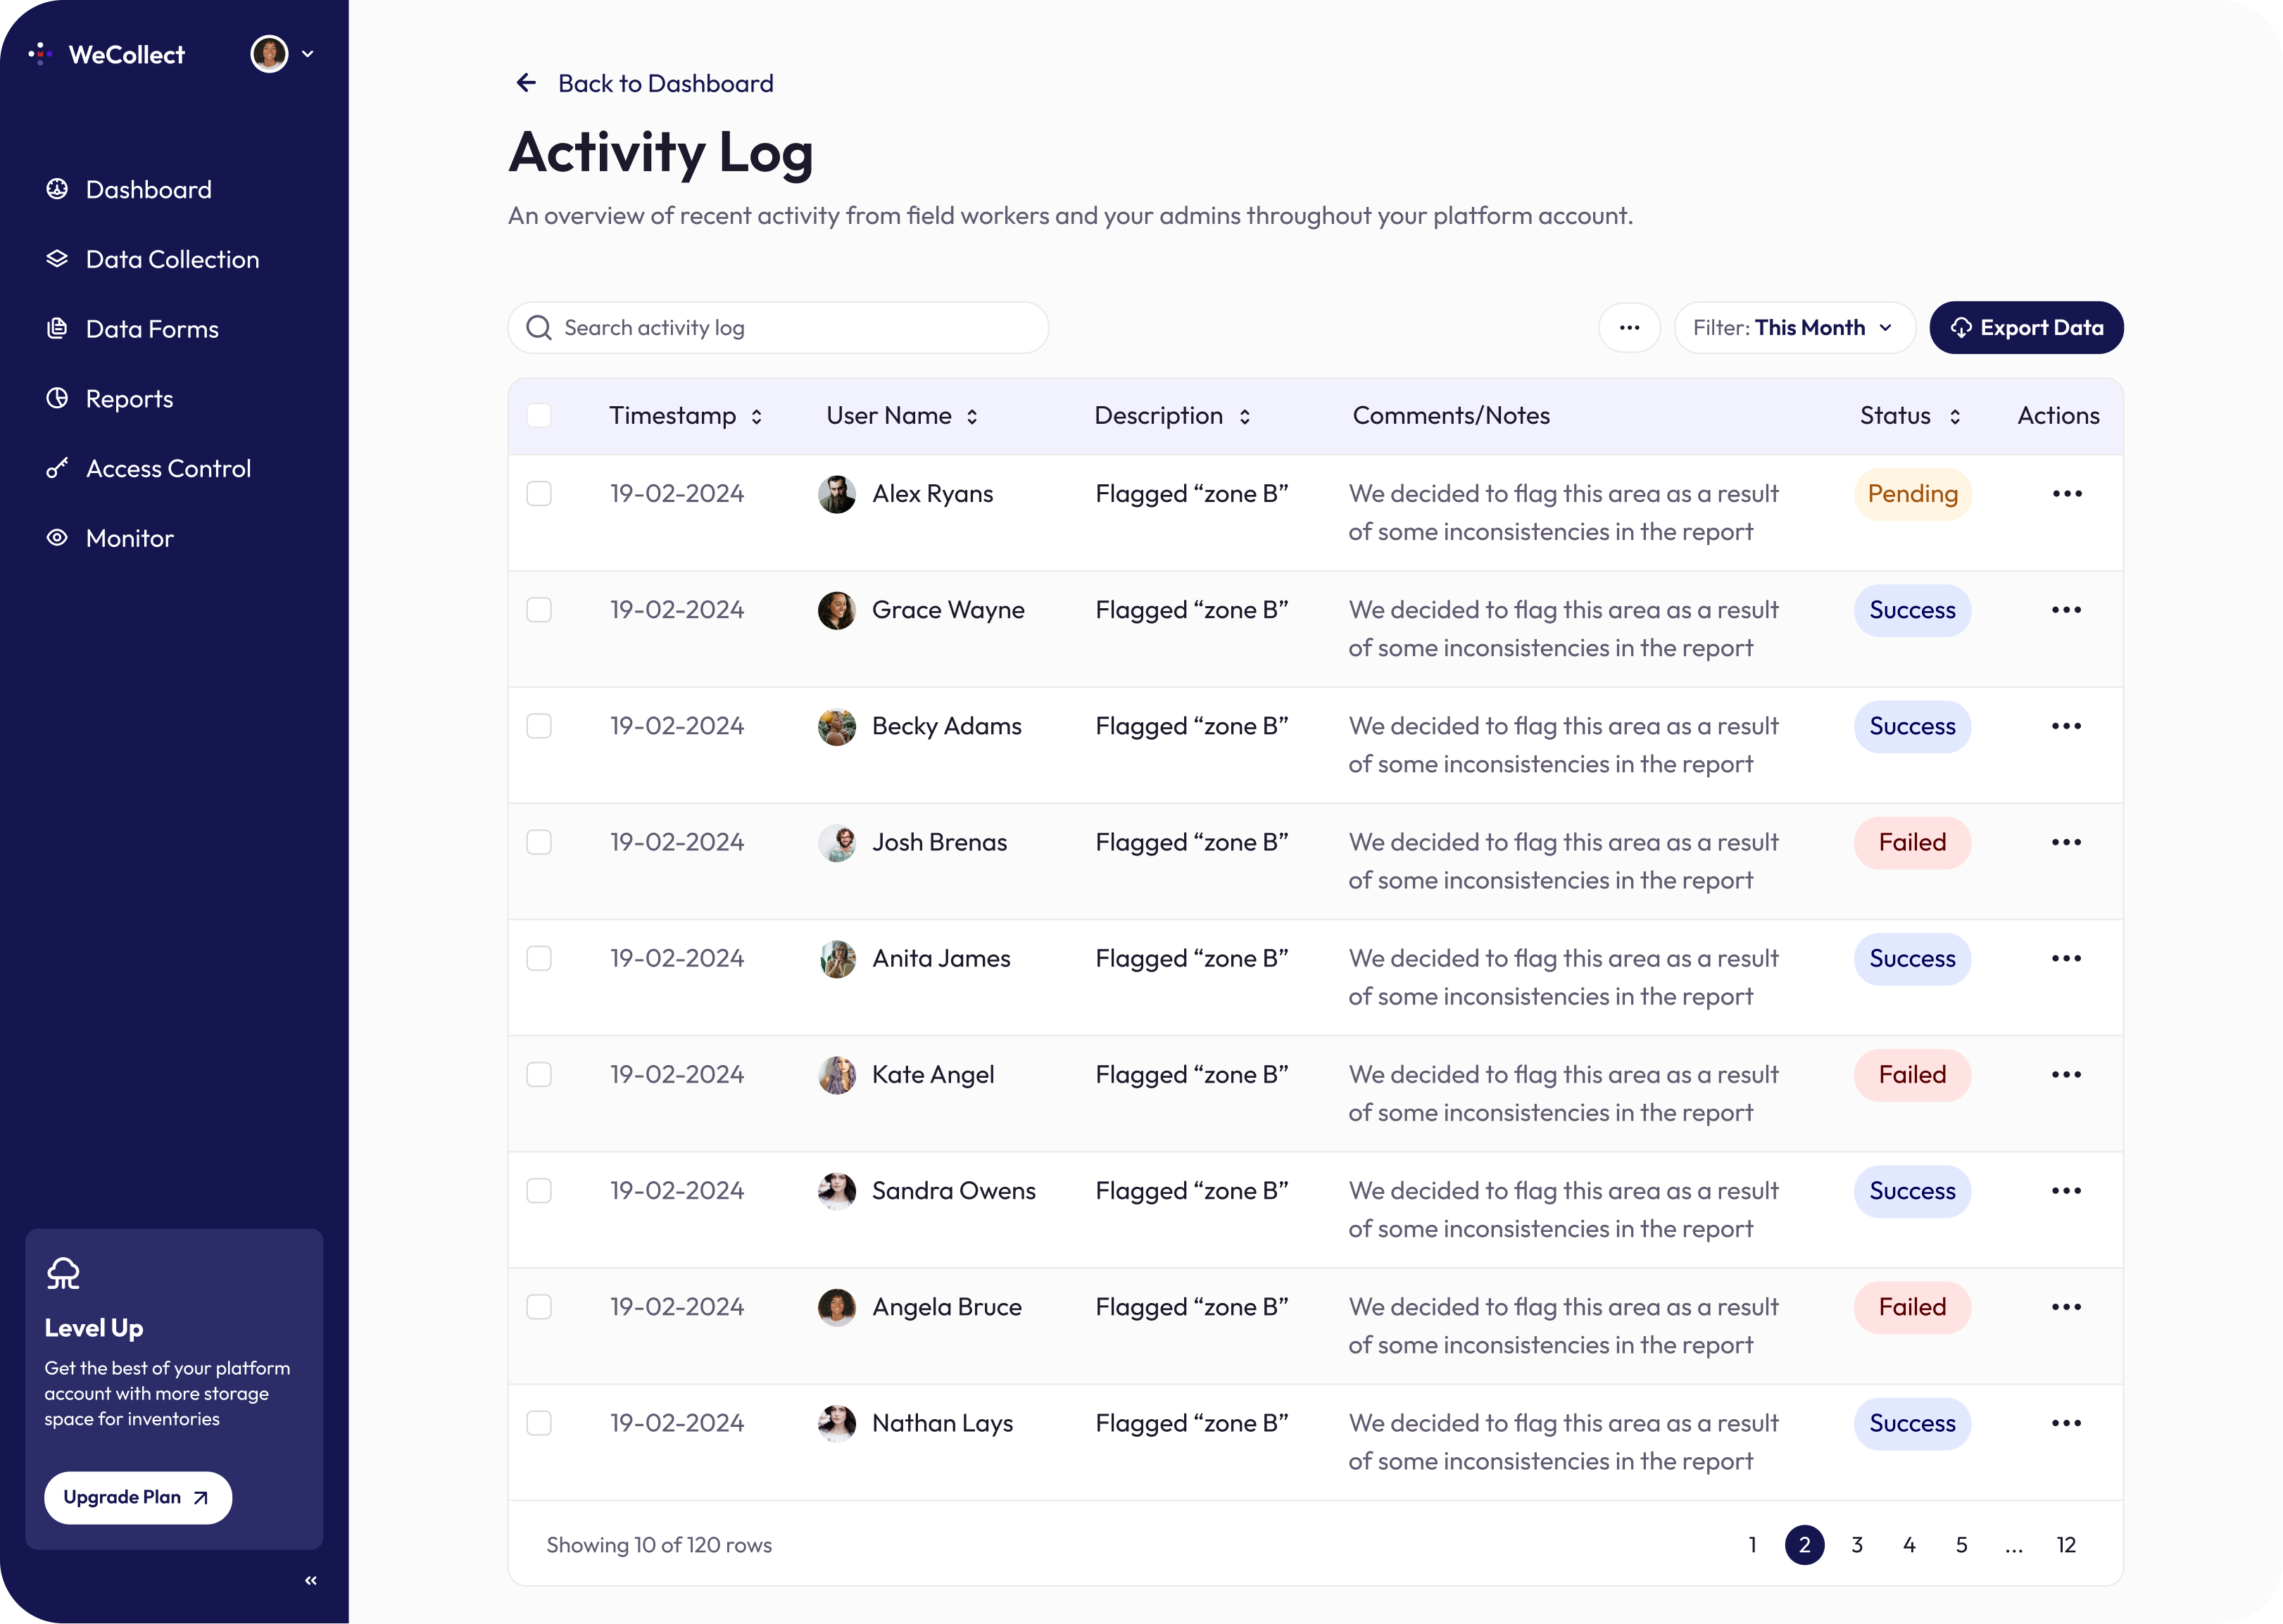 WeCollect
Dashboard
Data Collection
Data Forms
Reports
Access Control
Monitor
Level Up
Get the best of your platform
account with more storage
space for inventories
Upgrade Plan
Back to Dashboard
Activity Log
An overview of recent activity from field workers and your admins throughout your platform account.
Search activity log
Filter: This Month
Export Data
Timestamp User Name Description Comments/Notes Status Actions
19-02-2024 Alex Ryans Flagged “zone B” We decided to flag this area as a result Pending
of some inconsistencies in the report
19-02-2024 Grace Wayne Flagged “zone B” We decided to flag this area as a result Success
of some inconsistencies in the report
19-02-2024 Becky Adams Flagged “zone B” We decided to flag this area as a result Success
of some inconsistencies in the report
19-02-2024 Josh Brenas Flagged “zone B” We decided to flag this area as a result Failed
of some inconsistencies in the report
19-02-2024 Anita James Flagged “zone B” We decided to flag this area as a result Success
of some inconsistencies in the report
19-02-2024 Kate Angel Flagged “zone B” We decided to flag this area as a result Failed
of some inconsistencies in the report
19-02-2024 Sandra Owens Flagged “zone B” We decided to flag this area as a result Success
of some inconsistencies in the report
19-02-2024 Angela Bruce Flagged “zone B” We decided to flag this area as a result Failed
of some inconsistencies in the report
19-02-2024 Nathan Lays Flagged “zone B” We decided to flag this area as a result Success
of some inconsistencies in the report
Showing 10 of 120 rows 1 2 3 4 5 ... 12